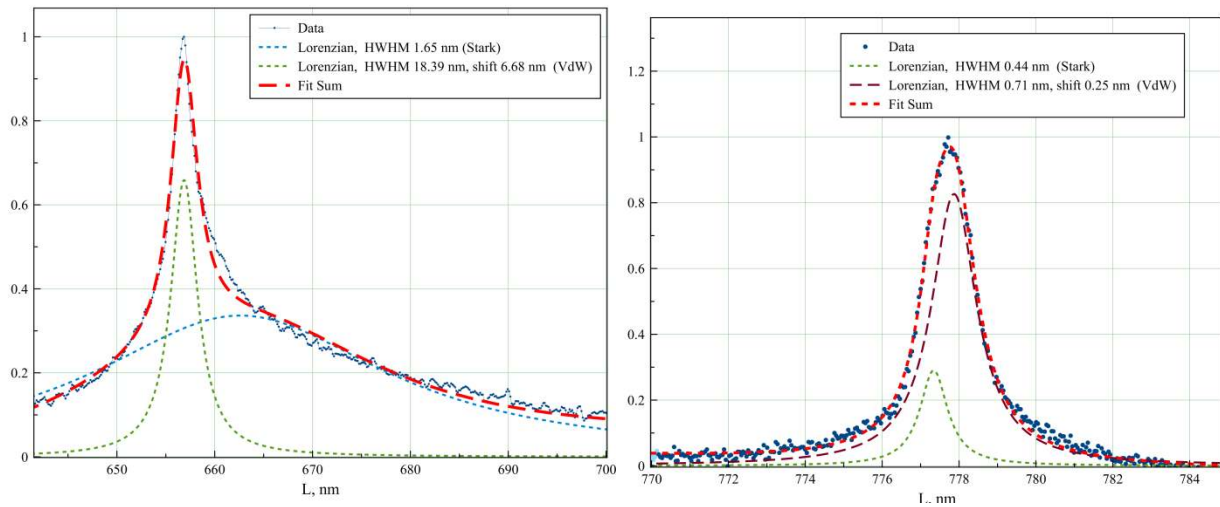 Data
Lorenzian, HWHM 1.65 nm (Stark)
Lorenzian, HWHM 18.39 nm, shift 6.68 nm (VdW)
Fit Sum
1
0.8
0.6
0.4
0.2
0
650
660
670
680
690
700
L, nm
Data
Lorenzian, HWHM 0.44 nm (Stark)
Lorenzian, HWHM 0.71 nm, shift 0.25 nm (VdW)
Fit Sum
1.2
1
0.8
0.6
0.4
0.2
0
770
772
774
776
778
780
782
784
L, nm